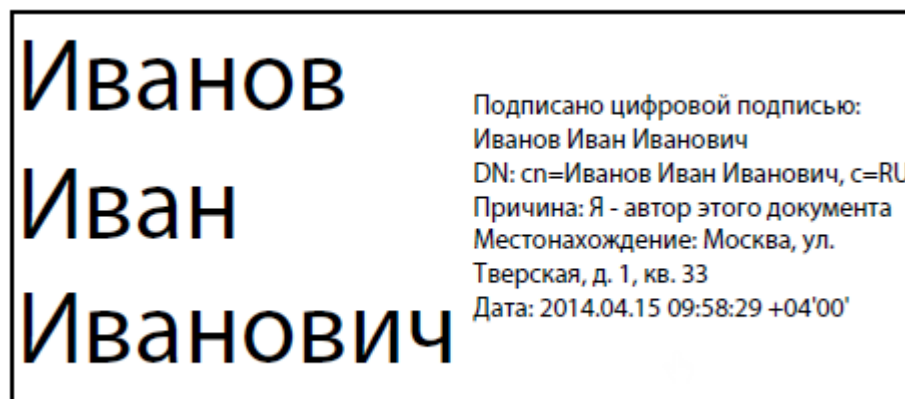 Иванов
Иван
Иванович
Подписано цифровой подписью:
Иванов Иван Иванович
DN: cn=Иванов Иван Иванович, c=RU
Причина: Я - автор этого документа
Местонахождение: Москва, ул.
Тверская, д. 1, кв. 33
Дата: 2014.04.15 09:58:29 +04'00'